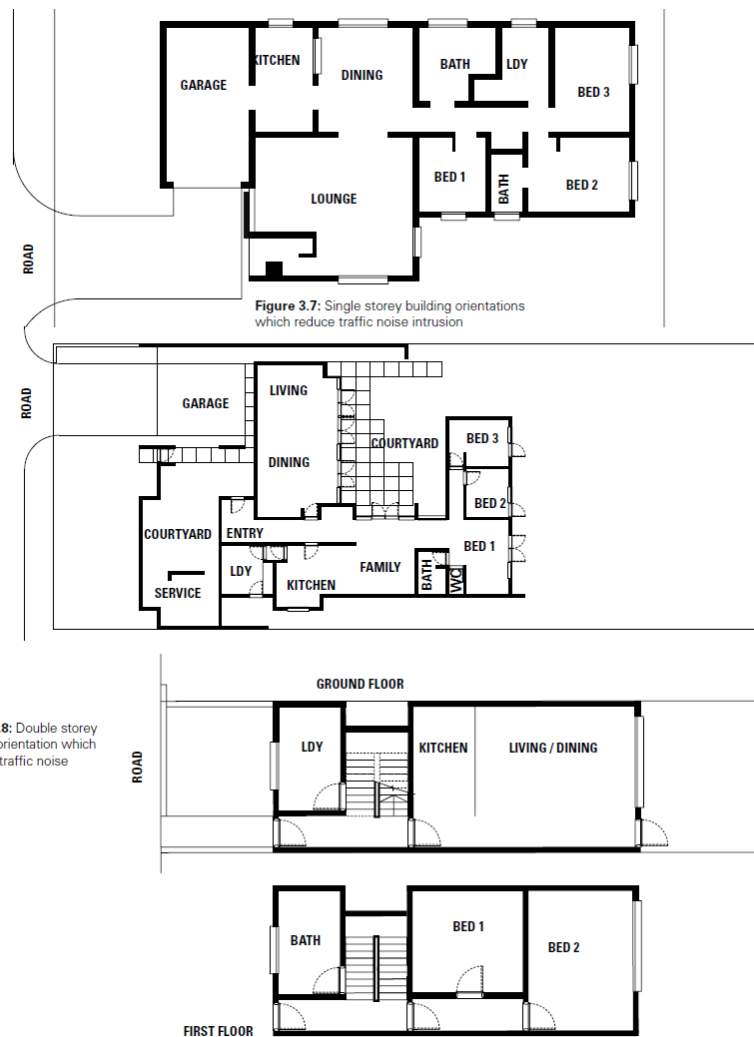 KITCHEN
BATH
LDY
DINING
GARAGE
BED 3
BED 1
BATH
BED 2
LOUNGE
ROAD
Figure 3.7: Single storey building orientations
which reduce traffic noise intrusion
LIVING
GARAGE
ROAD
COURTYARD
BED 3
DINING
BED 2
COURTYARD
ENTRY
BED 1
LDY
FAMILY
KITCHEN
BATH
WC
SERVICE
GROUND FLOOR
.8: Double storey
orientation which
traffic noise
ROAD
LDY
KITCHEN
LIVING / DINING
BATH
BED 1
BED 2
FIRST FLOOR